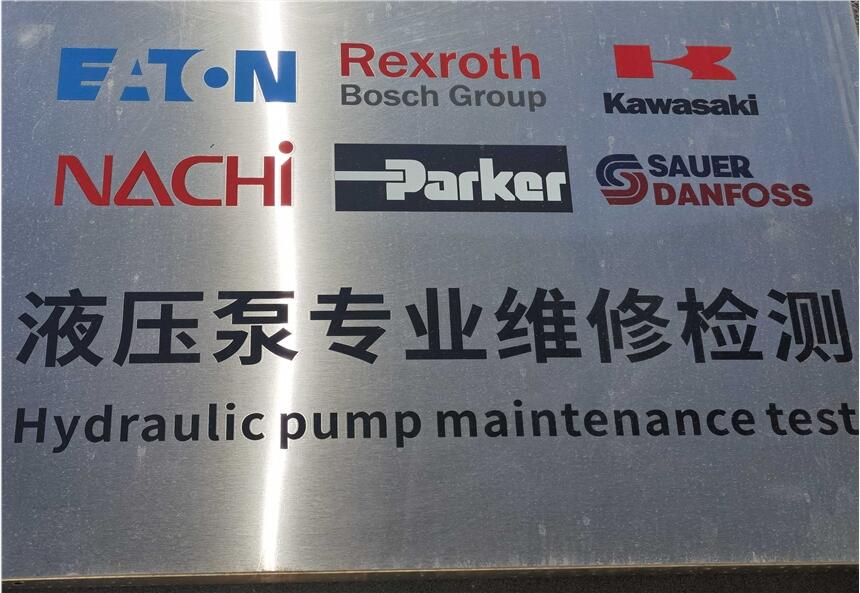 EATON Rexroth
Bosch Group Kawasaki
NACHi Parker SAUER
DANFOSS
液压泵专业维修检测
Hydraulic pump maintenance test